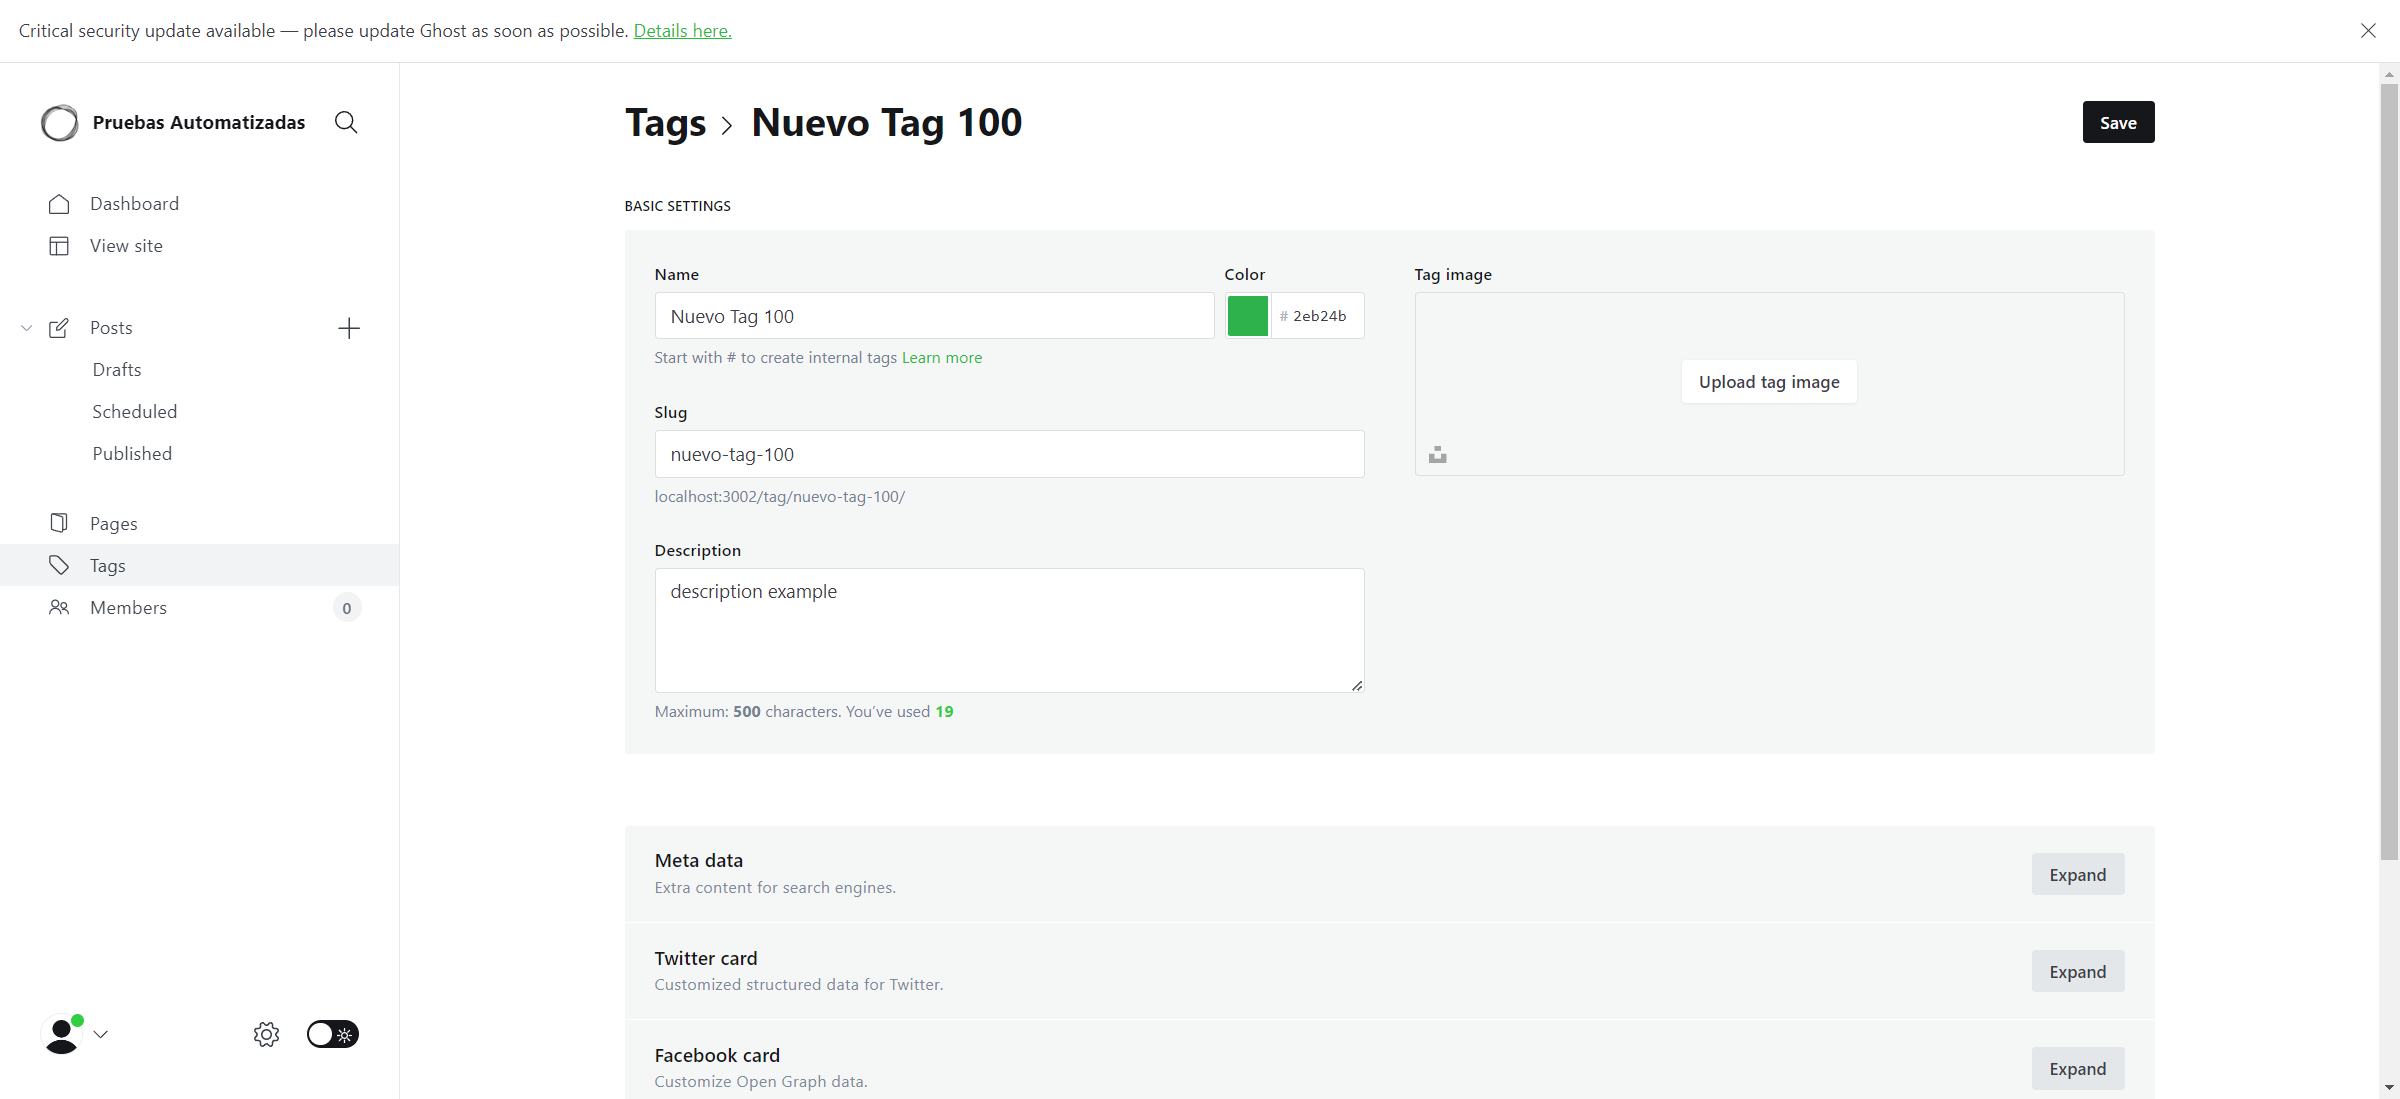 Critical security update available — please update Ghost as soon as possible. Details here.
Pruebas Automatizadas
Dashboard
View site
Posts
Drafts
Scheduled
Published
Pages
Tags
Members
0
Tags > Nuevo Tag 100
Save
BASIC SETTINGS
Name
Nuevo Tag 100
Start with # to create internal tags Learn more
Color
# 2eb24b
Slug
nuevo-tag-100
localhost:3002/tag/nuevo-tag-100/
Description
description example
Maximum: 500 characters. You’ve used 19
Tag image
Upload tag image
Meta data
Extra content for search engines.
Expand
Twitter card
Customized structured data for Twitter.
Expand
Facebook card
Customize Open Graph data.
Expand